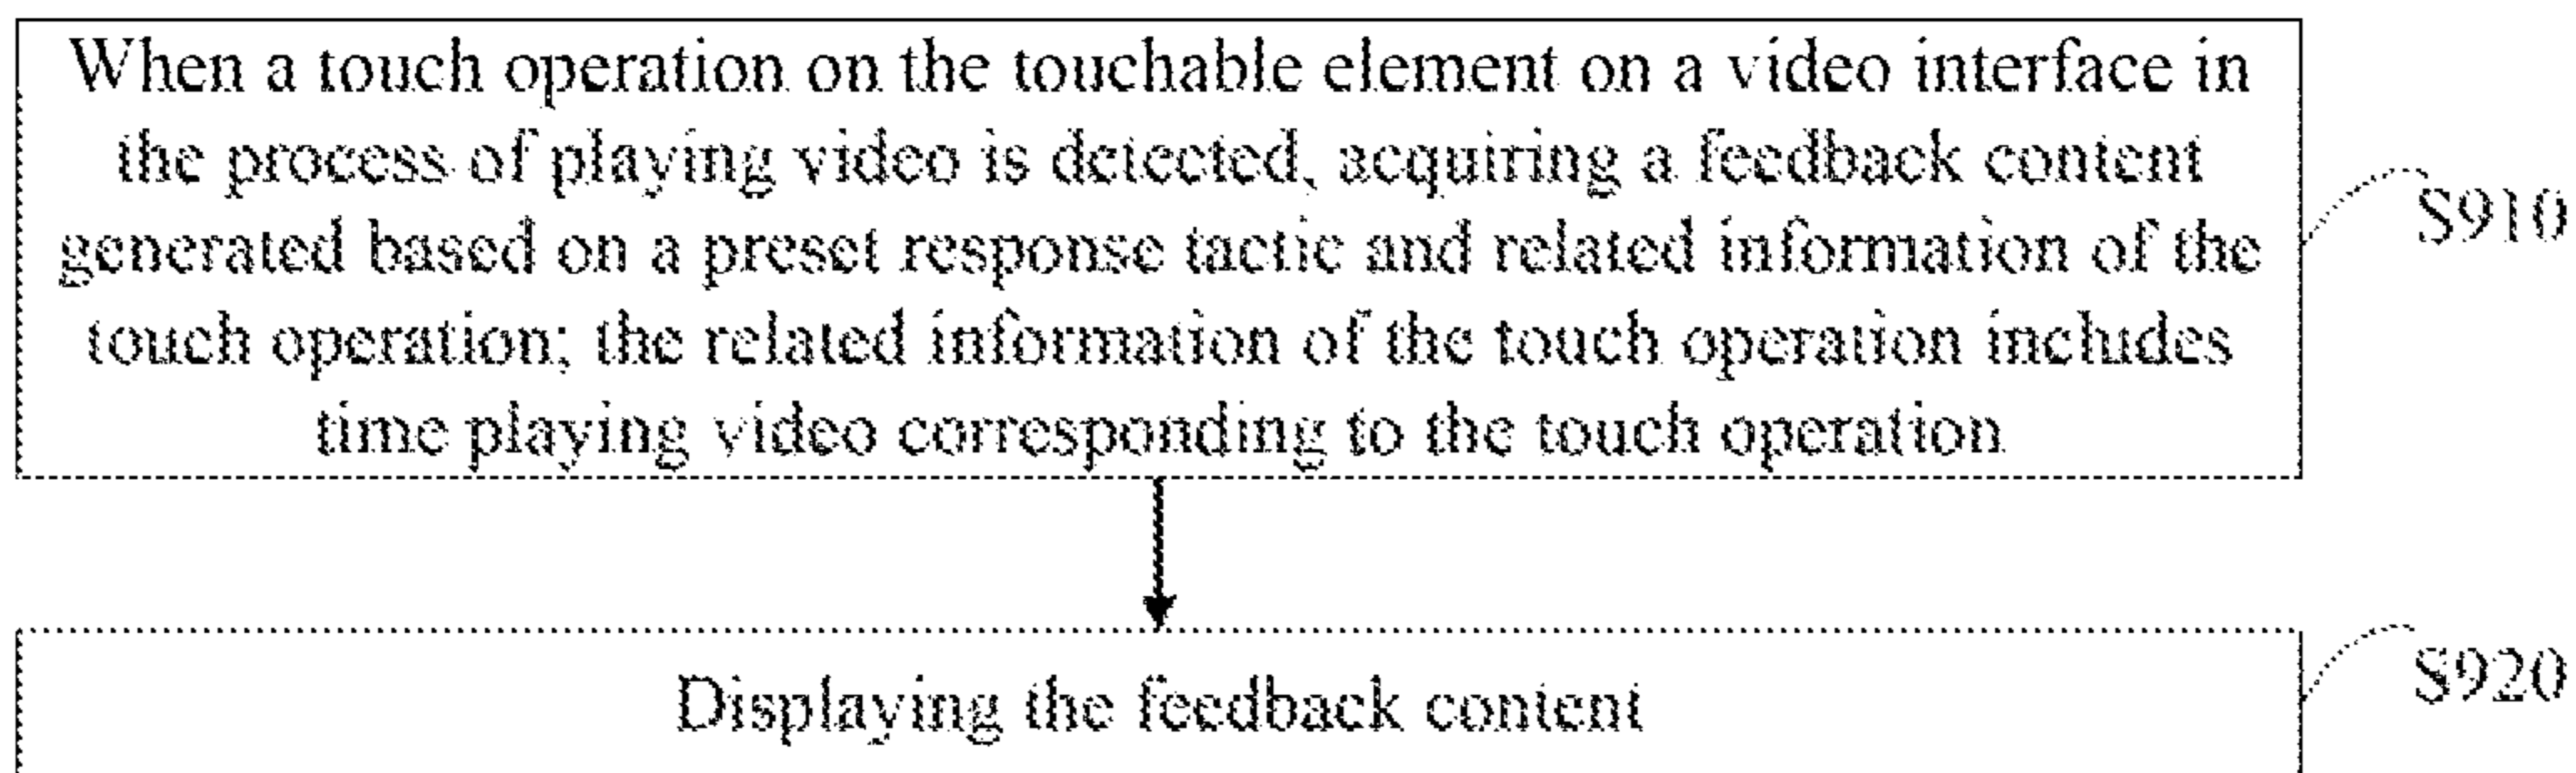 When a touch operation on the touchable element on a video interface in
the process of playing video is detected, acquiring a feedback content
generated based on a preset response tactic and related information of the
touch operation; the related information of the touch operation includes
time playing video corresponding to the touch operation
S910
Displaying the feedback content
S920